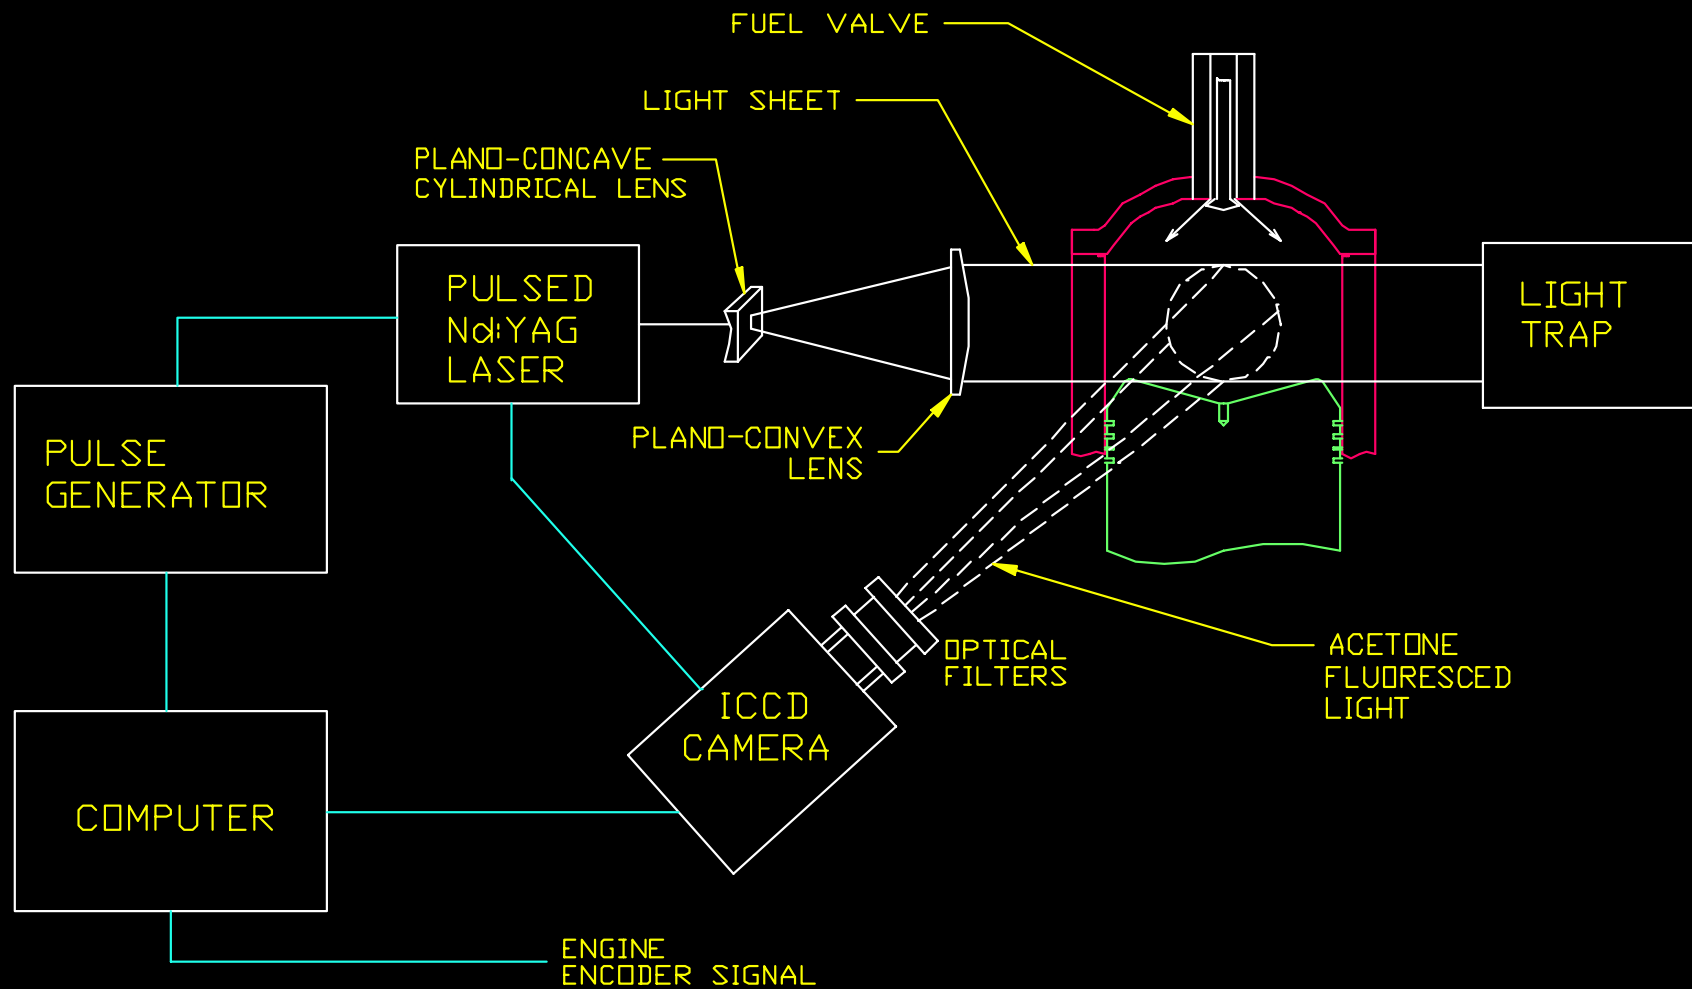 FUEL VALVE
LIGHT SHEET
PLANO-CONCAVE
CYLINDRICAL LENS
PULSED
Nd:YAG
LASER
LIGHT
TRAP
PLANO-CONVEX
LENS
PULSE
GENERATOR
OPTICAL
FILTERS
ACETONE
FLUORESCED
LIGHT
ICCD
CAMERA
COMPUTER
ENGINE
ENCODER SIGNAL